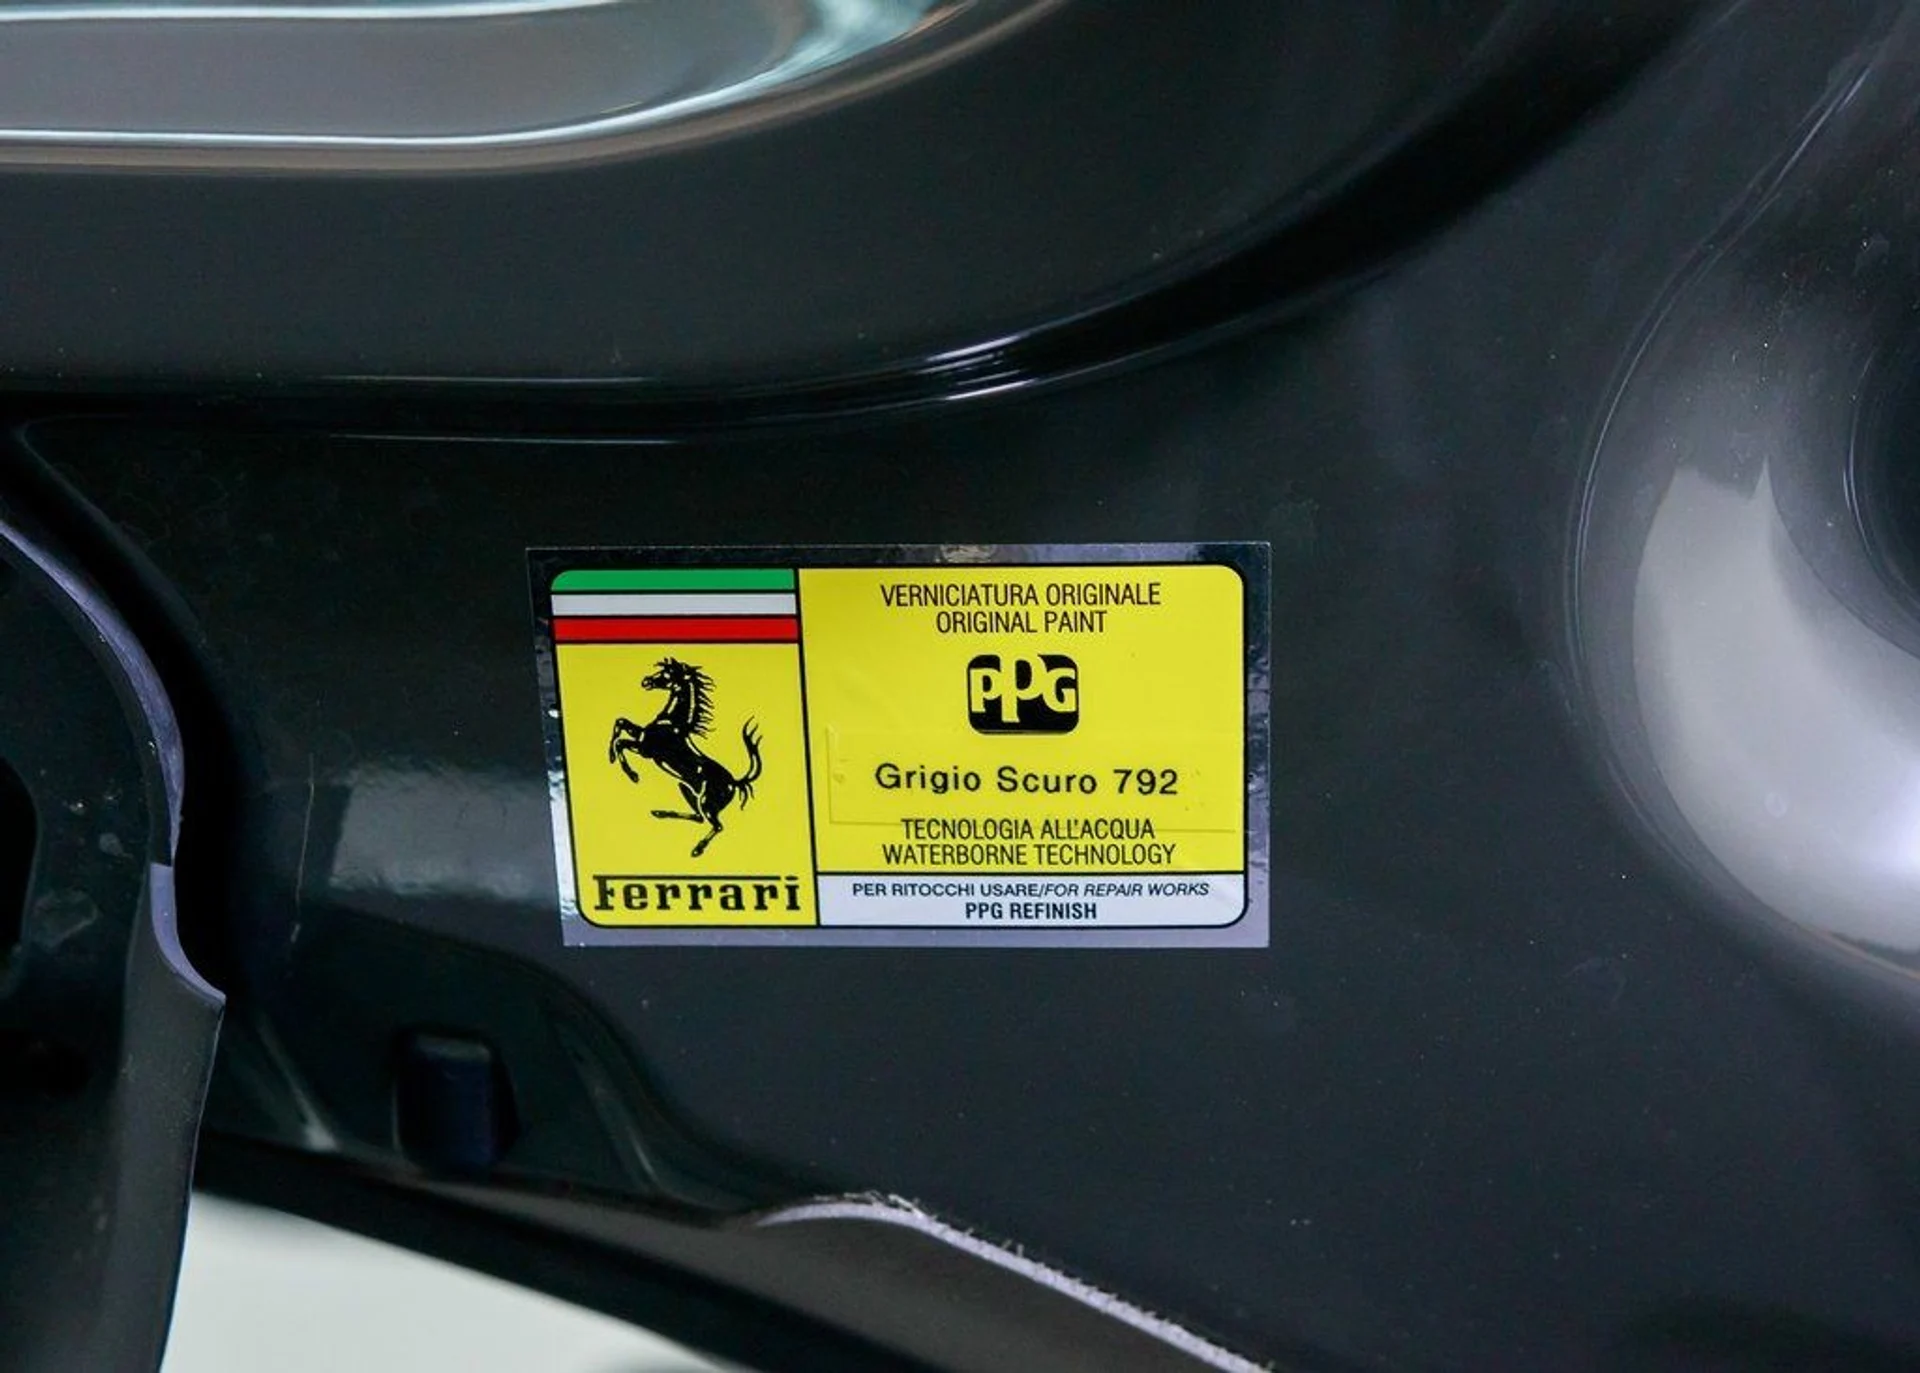 VERNICIATURA ORIGINALE
ORIGINAL PAINT
PPG
Grigio Scuro 792
TECNOLOGIA ALL'ACQUA
WATERBORNE TECHNOLOGY
Ferrari
PER RITOCCHI USARE/FOR REPAIR WORKS
PPG REFINISH